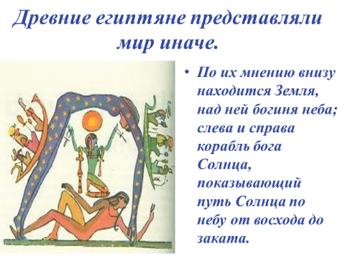 Древние египтяне представляли
мир иначе.
• По их мнению внизу
находится Земля,
над ней богиня неба;
слева и справа
корабль бога
Солнца,
показывающий
путь Солнца по
небу от восхода до
заката.